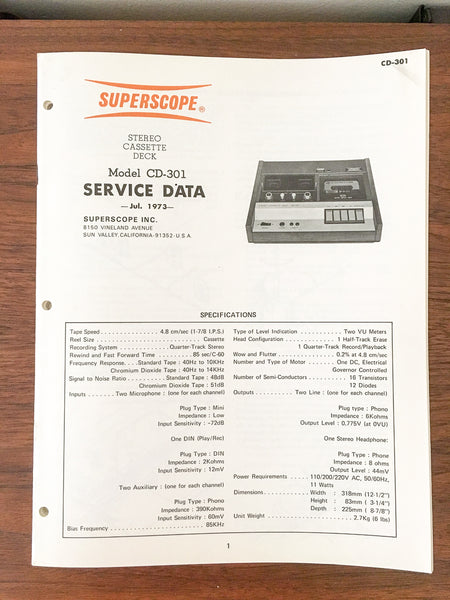 CD-301
SUPERSCOPE®
STEREO
CASSETTE
DECK
Model CD-301
SERVICE DATA
—Jul. 1973—
SUPERSCOPE INC.
8150 VINELAND AVENUE
SUN VALLEY, CALIFORNIA-91352-U.S.A.
SPECIFICATIONS
Tape Speed . . . . . . . . . . . . . . 4.8 cm/sec (1-7/8 I.P.S.)
Reel Size . . . . . . . . . . . . . . . . . . . . . . . . . . Cassette
Recording System . . . . . . . . . . . Quarter-Track Stereo
Rewind and Fast Forward Time . . . . . . . . 85 sec/C-60
Frequency Response. . . . Standard Tape : 40Hz to 10KHz
Chromium Dioxide Tape : 40Hz to 14KHz
Signal to Noise Ratio . . . . . . . . . . Standard Tape : 48dB
Chromium Dioxide Tape : 51dB
Inputs . . . . . . Two Microphone : (one for each channel)
Plug Type : Mini
Impedance : Low
Input Sensitivity : -72dB
One DIN (Play/Rec)
Plug Type : DIN
Impedance : 2Kohms
Input Sensitivity : 12mV
Two Auxiliary : (one for each channel)
Plug Type : Phono
Impedance : 390Kohms
Input Sensitivity : 60mV
Bias Frequency . . . . . . . . . . . . . . . . . . . . . . . . . 85KHz
Type of Level Indication . . . . . . . . . . . Two VU Meters
Head Configuration . . . . . . . . . . . . 1 Half-Track Erase
1 Quarter-Track Record/Playback
Wow and Flutter . . . . . . . . . . . . . . 0.2% at 4.8 cm/sec
Number and Type of Motor . . . . . . One DC, Electrical
Governor Controlled
Number of Semi-Conductors . . . . . . . . . 16 Transistors
12 Diodes
Outputs . . . . . . . . . . Two Line : (one for each channel)
Plug Type : Phono
Impedance : 6Kohms
Output Level : 0.775V (at 0VU)
One Stereo Headphone:
Plug Type : Phone
Impedance : 8 ohms
Output Level : 44mV
Power Requirements . . . . 110/200/220V AC, 50/60Hz,
11 Watts
Dimensions . . . . . . . . . . . Width : 318mm (12-1/2")
Height : 83mm ( 3-1/4")
Depth : 225mm ( 8-7/8")
Unit Weight . . . . . . . . . . . . . . . . . . . . . . 2.7Kg (6 lbs)
1